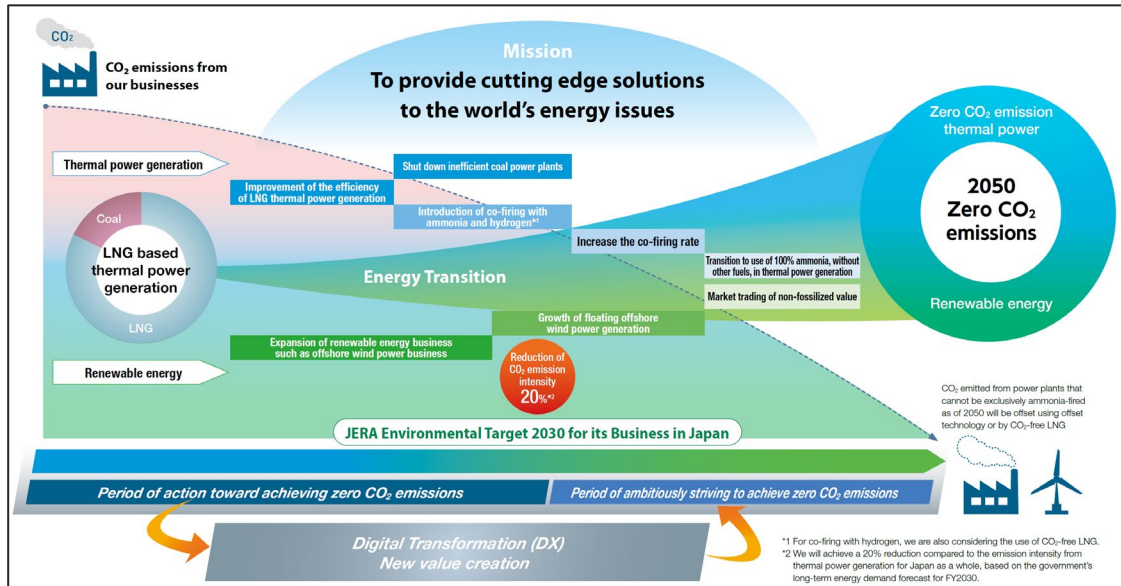 CO₂
CO₂ emissions from
our businesses
Mission
To provide cutting edge solutions
to the world's energy issues
Thermal power generation
Shut down inefficient coal power plants
Improvement of the efficiency
of LNG thermal power generation
Introduction of co-firing with
ammonia and hydrogen*1
Increase the co-firing rate
Transition to use of 100% ammonia, without
other fuels, in thermal power generation
Market trading of non-fossilized value
Coal
LNG based
thermal power
generation
LNG
Energy Transition
Growth of floating offshore
wind power generation
Expansion of renewable energy business
such as offshore wind power business
Renewable energy
Reduction of
CO₂ emission
intensity
20%*2
Zero CO₂ emission
thermal power
2050
Zero CO₂
emissions
Renewable energy
CO₂ emitted from power plants that
cannot be exclusively ammonia-fired
as of 2050 will be offset using offset
technology or by CO₂-free LNG
JERA Environmental Target 2030 for its Business in Japan
Period of action toward achieving zero CO₂ emissions
Period of ambitiously striving to achieve zero CO₂ emissions
Digital Transformation (DX)
New value creation
*1 For co-firing with hydrogen, we are also considering the use of CO₂-free LNG.
*2 We will achieve a 20% reduction compared to the emission intensity from
thermal power generation for Japan as a whole, based on the government's
long-term energy demand forecast for FY2030.